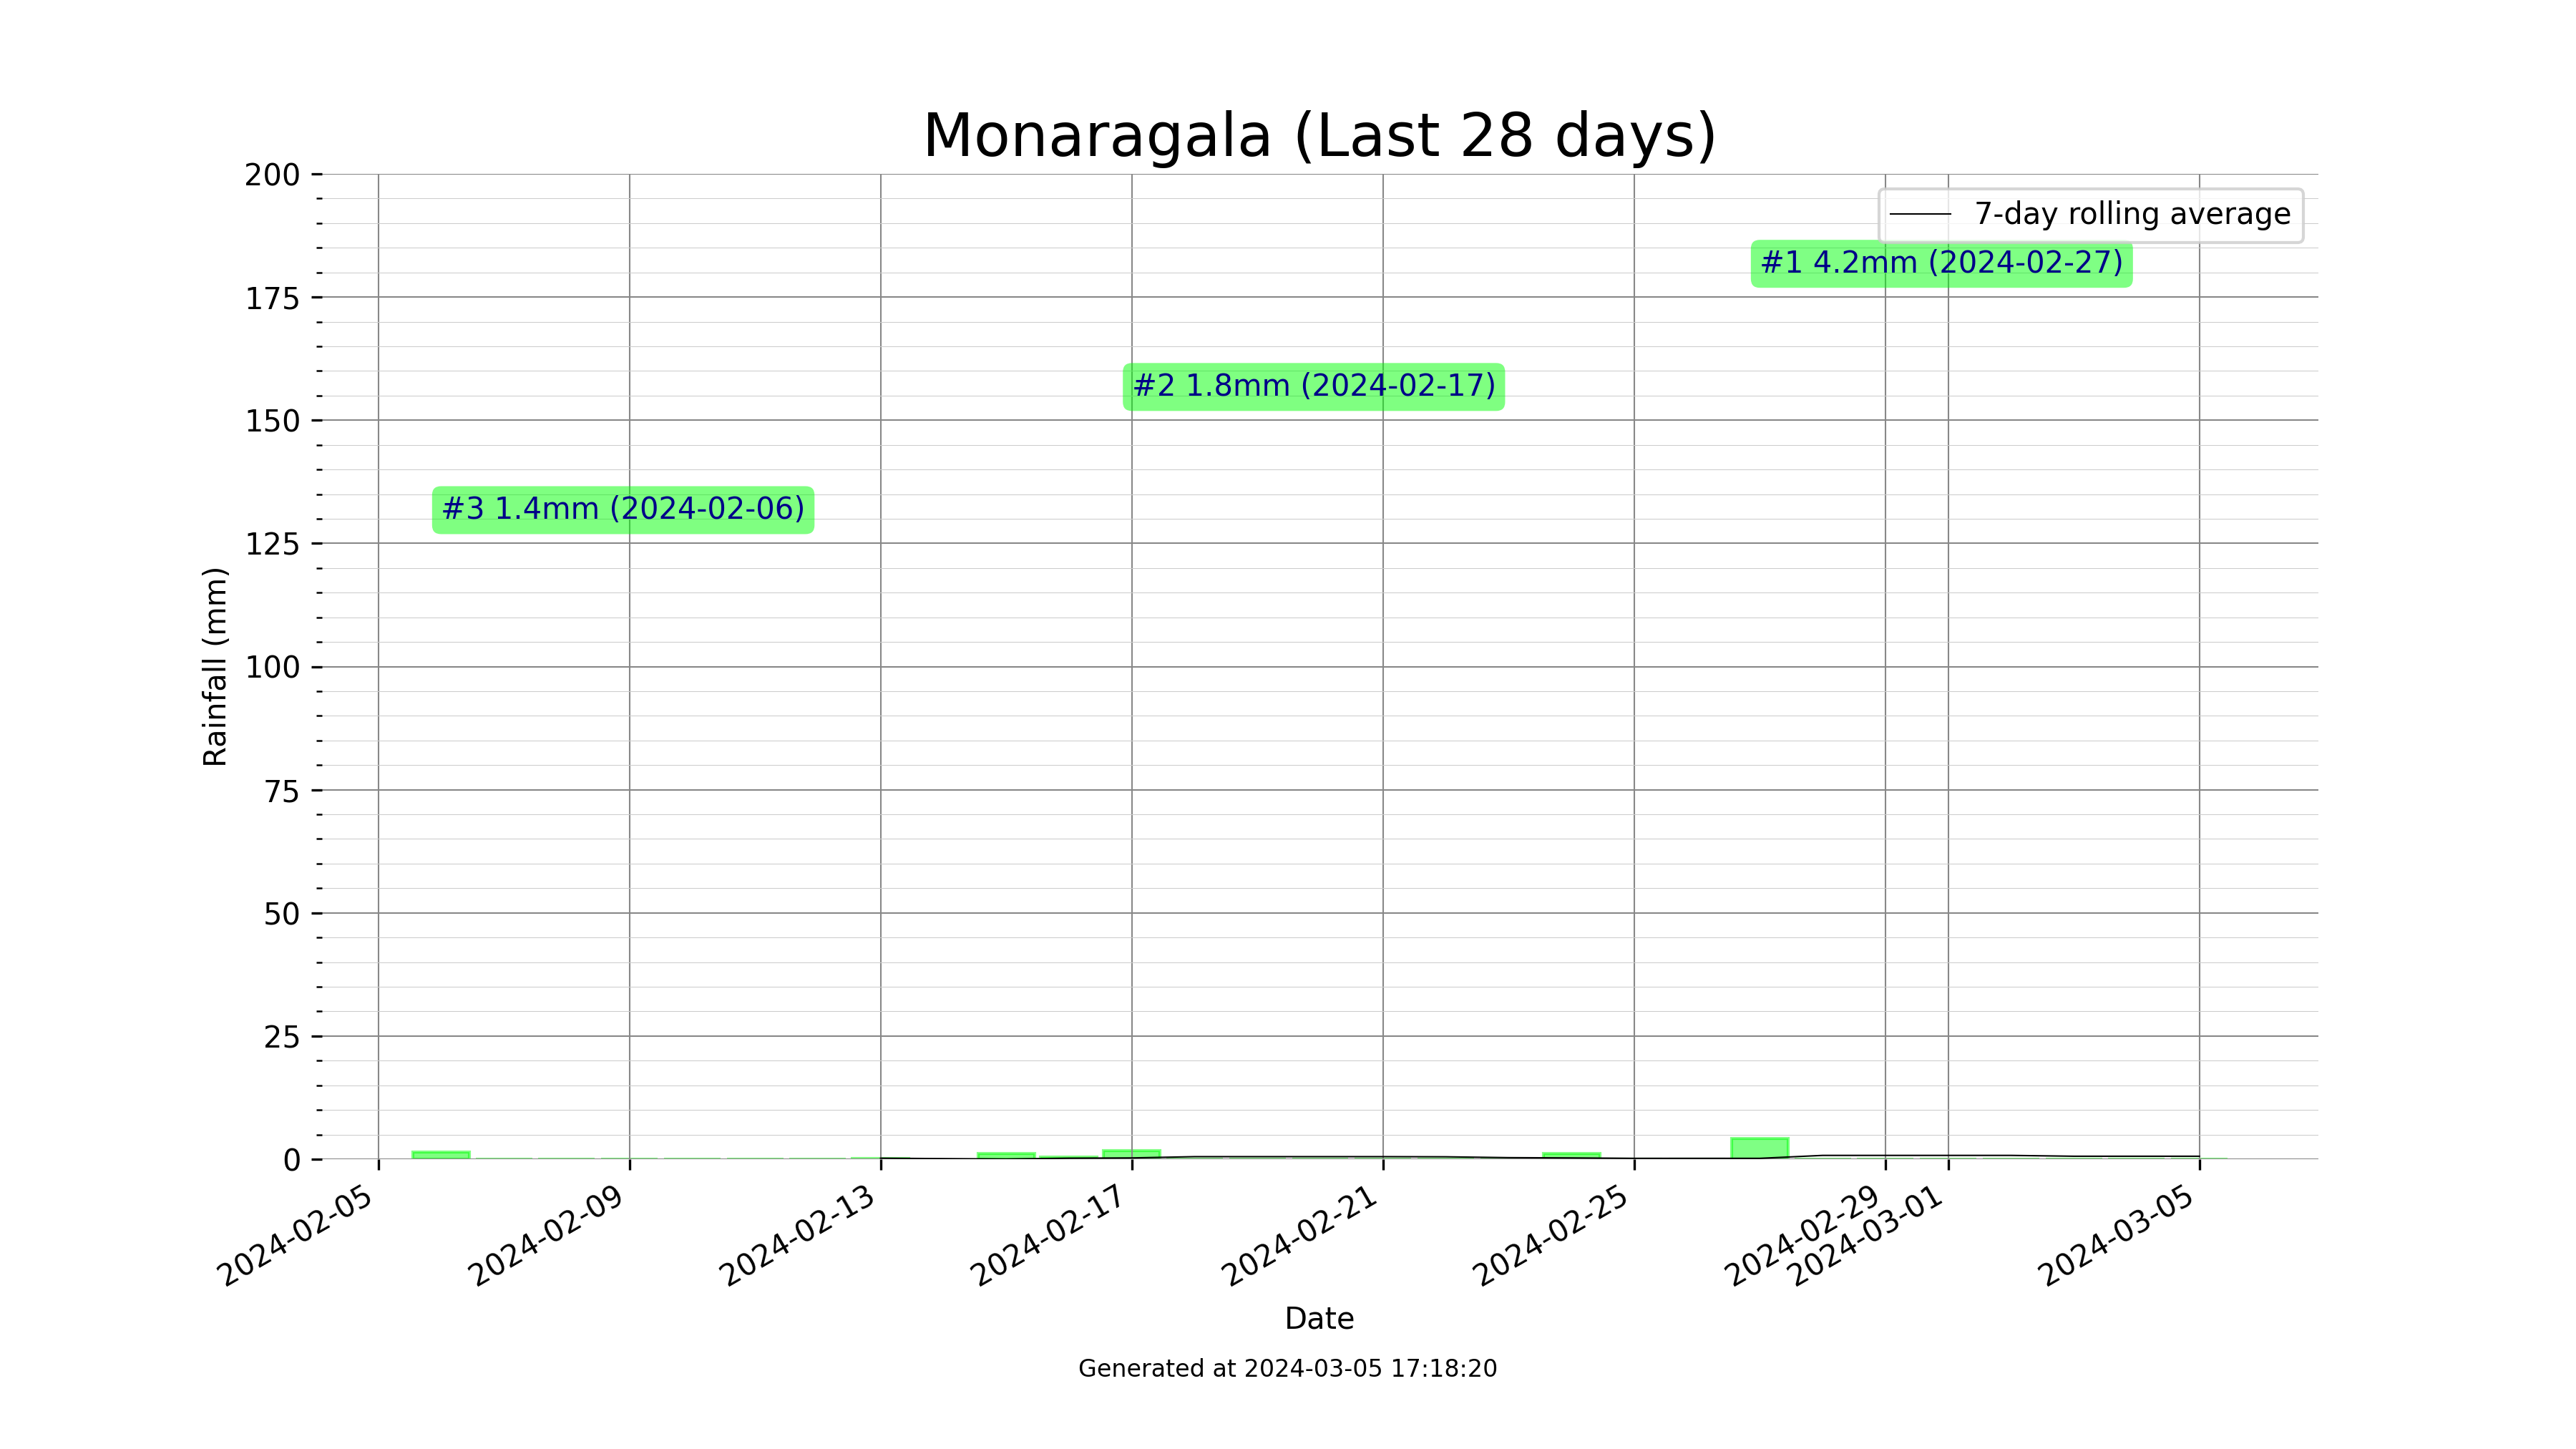 Monaragala (Last 28 days)
200
175
150
125
100
75
50
25
0
Rainfall (mm)
7-day rolling average
#1 4.2mm (2024-02-27)
#2 1.8mm (2024-02-17)
#3 1.4mm (2024-02-06)
2024-02-05
2024-02-09
2024-02-13
2024-02-17
2024-02-21
2024-02-25
2024-02-29
2024-03-01
2024-03-05
Date
Generated at 2024-03-05 17:18:20